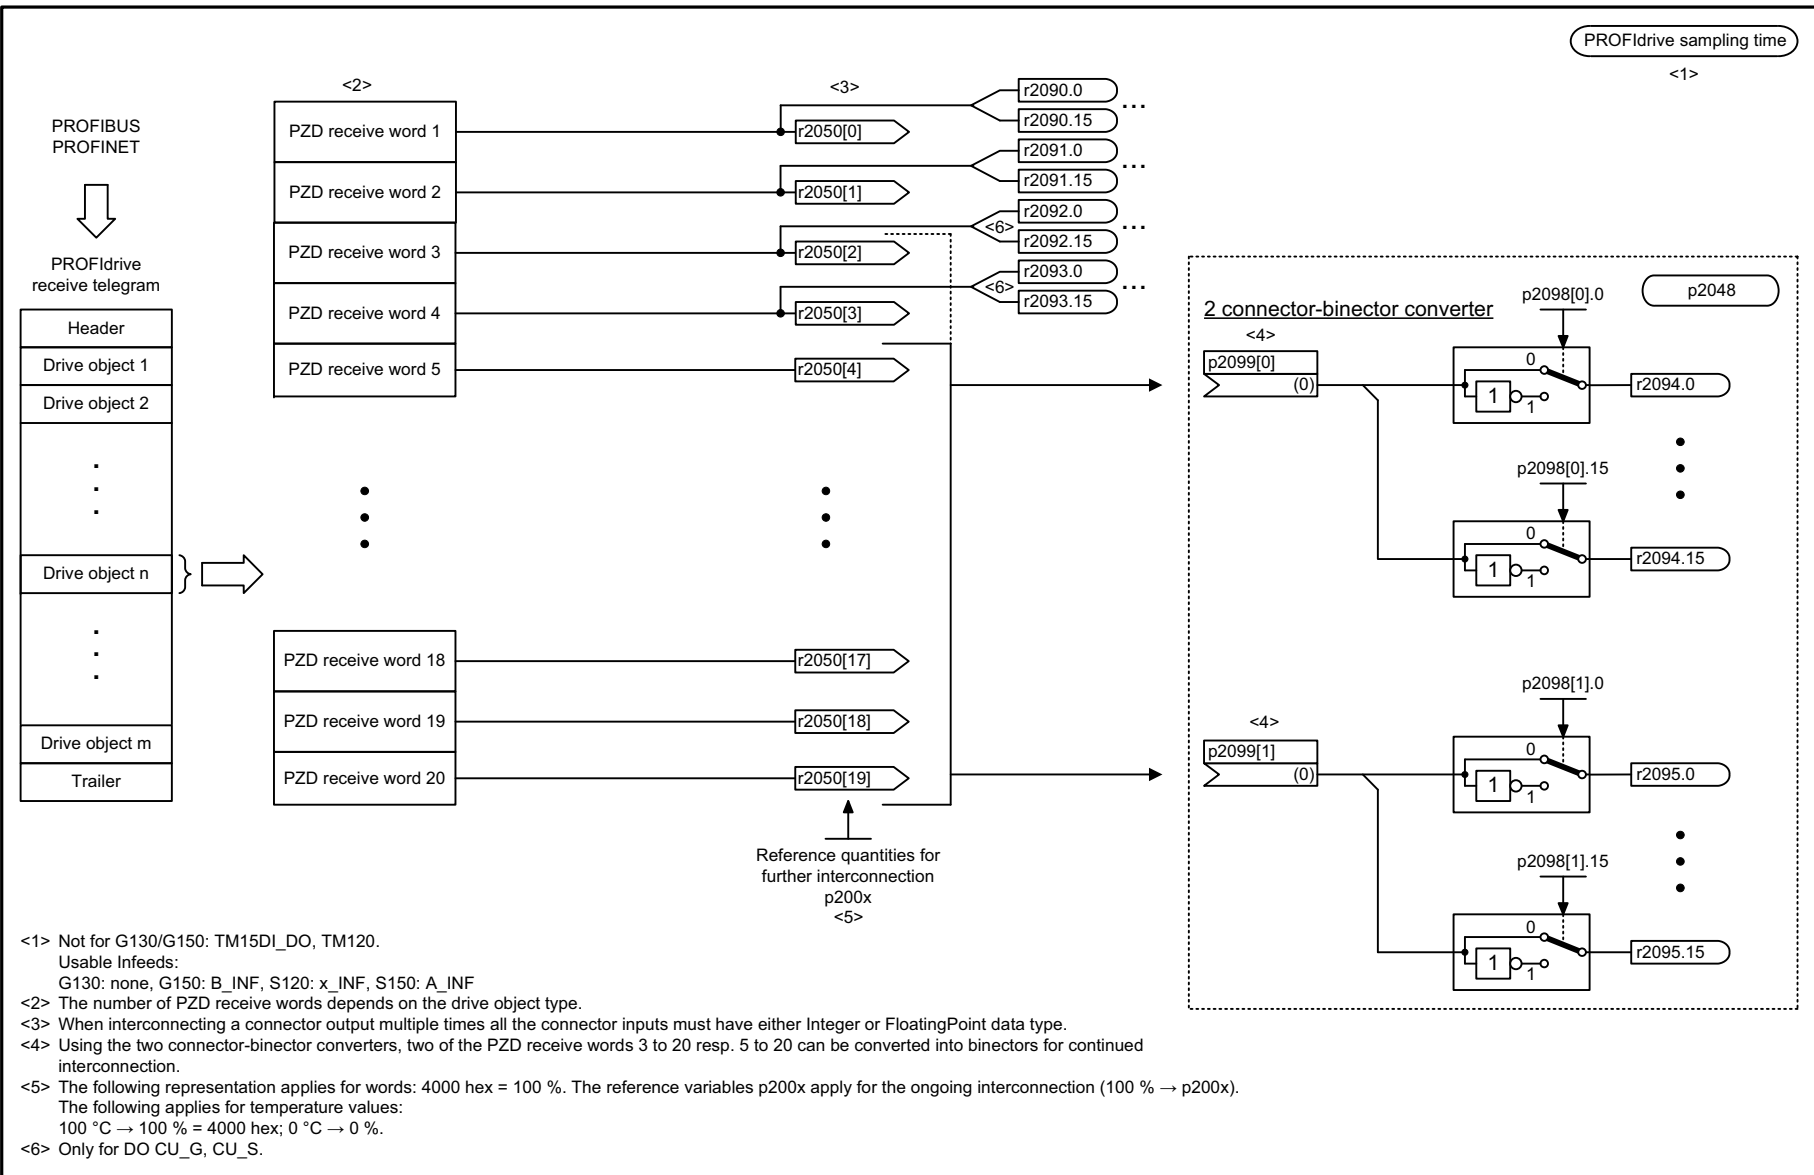 PROFIdrive sampling time
<1>
<2>
<3>
PROFIBUS
PROFINET
PROFIdrive
receive telegram
Header
Drive object 1
Drive object 2
Drive object n
Drive object m
Trailer
PZD receive word 1
PZD receive word 2
PZD receive word 3
PZD receive word 4
PZD receive word 5
PZD receive word 18
PZD receive word 19
PZD receive word 20
r2050[0]
r2050[1]
r2050[2]
r2050[3]
r2050[4]
r2050[17]
r2050[18]
r2050[19]
r2090.0
...
r2090.15
r2091.0
...
r2091.15
r2092.0
<6> ...
r2092.15
r2093.0
<6> ...
r2093.15
Reference quantities for
further interconnection
p200x
<5>
2 connector-binector converter
p2048
<4>
p2099[0]
(0)
p2098[0].0
0
1
1
r2094.0
p2098[0].15
0
1
1
r2094.15
<4>
p2099[1]
(0)
p2098[1].0
0
1
1
r2095.0
p2098[1].15
0
1
1
r2095.15
<1> Not for G130/G150: TM15DI_DO, TM120.
Usable Infeeds:
G130: none, G150: B_INF, S120: x_INF, S150: A_INF
<2> The number of PZD receive words depends on the drive object type.
<3> When interconnecting a connector output multiple times all the connector inputs must have either Integer or FloatingPoint data type.
<4> Using the two connector-binector converters, two of the PZD receive words 3 to 20 resp. 5 to 20 can be converted into binectors for continued
interconnection.
<5> The following representation applies for words: 4000 hex = 100 %. The reference variables p200x apply for the ongoing interconnection (100 % → p200x).
The following applies for temperature values:
100 °C → 100 % = 4000 hex; 0 °C → 0 %.
<6> Only for DO CU_G, CU_S.